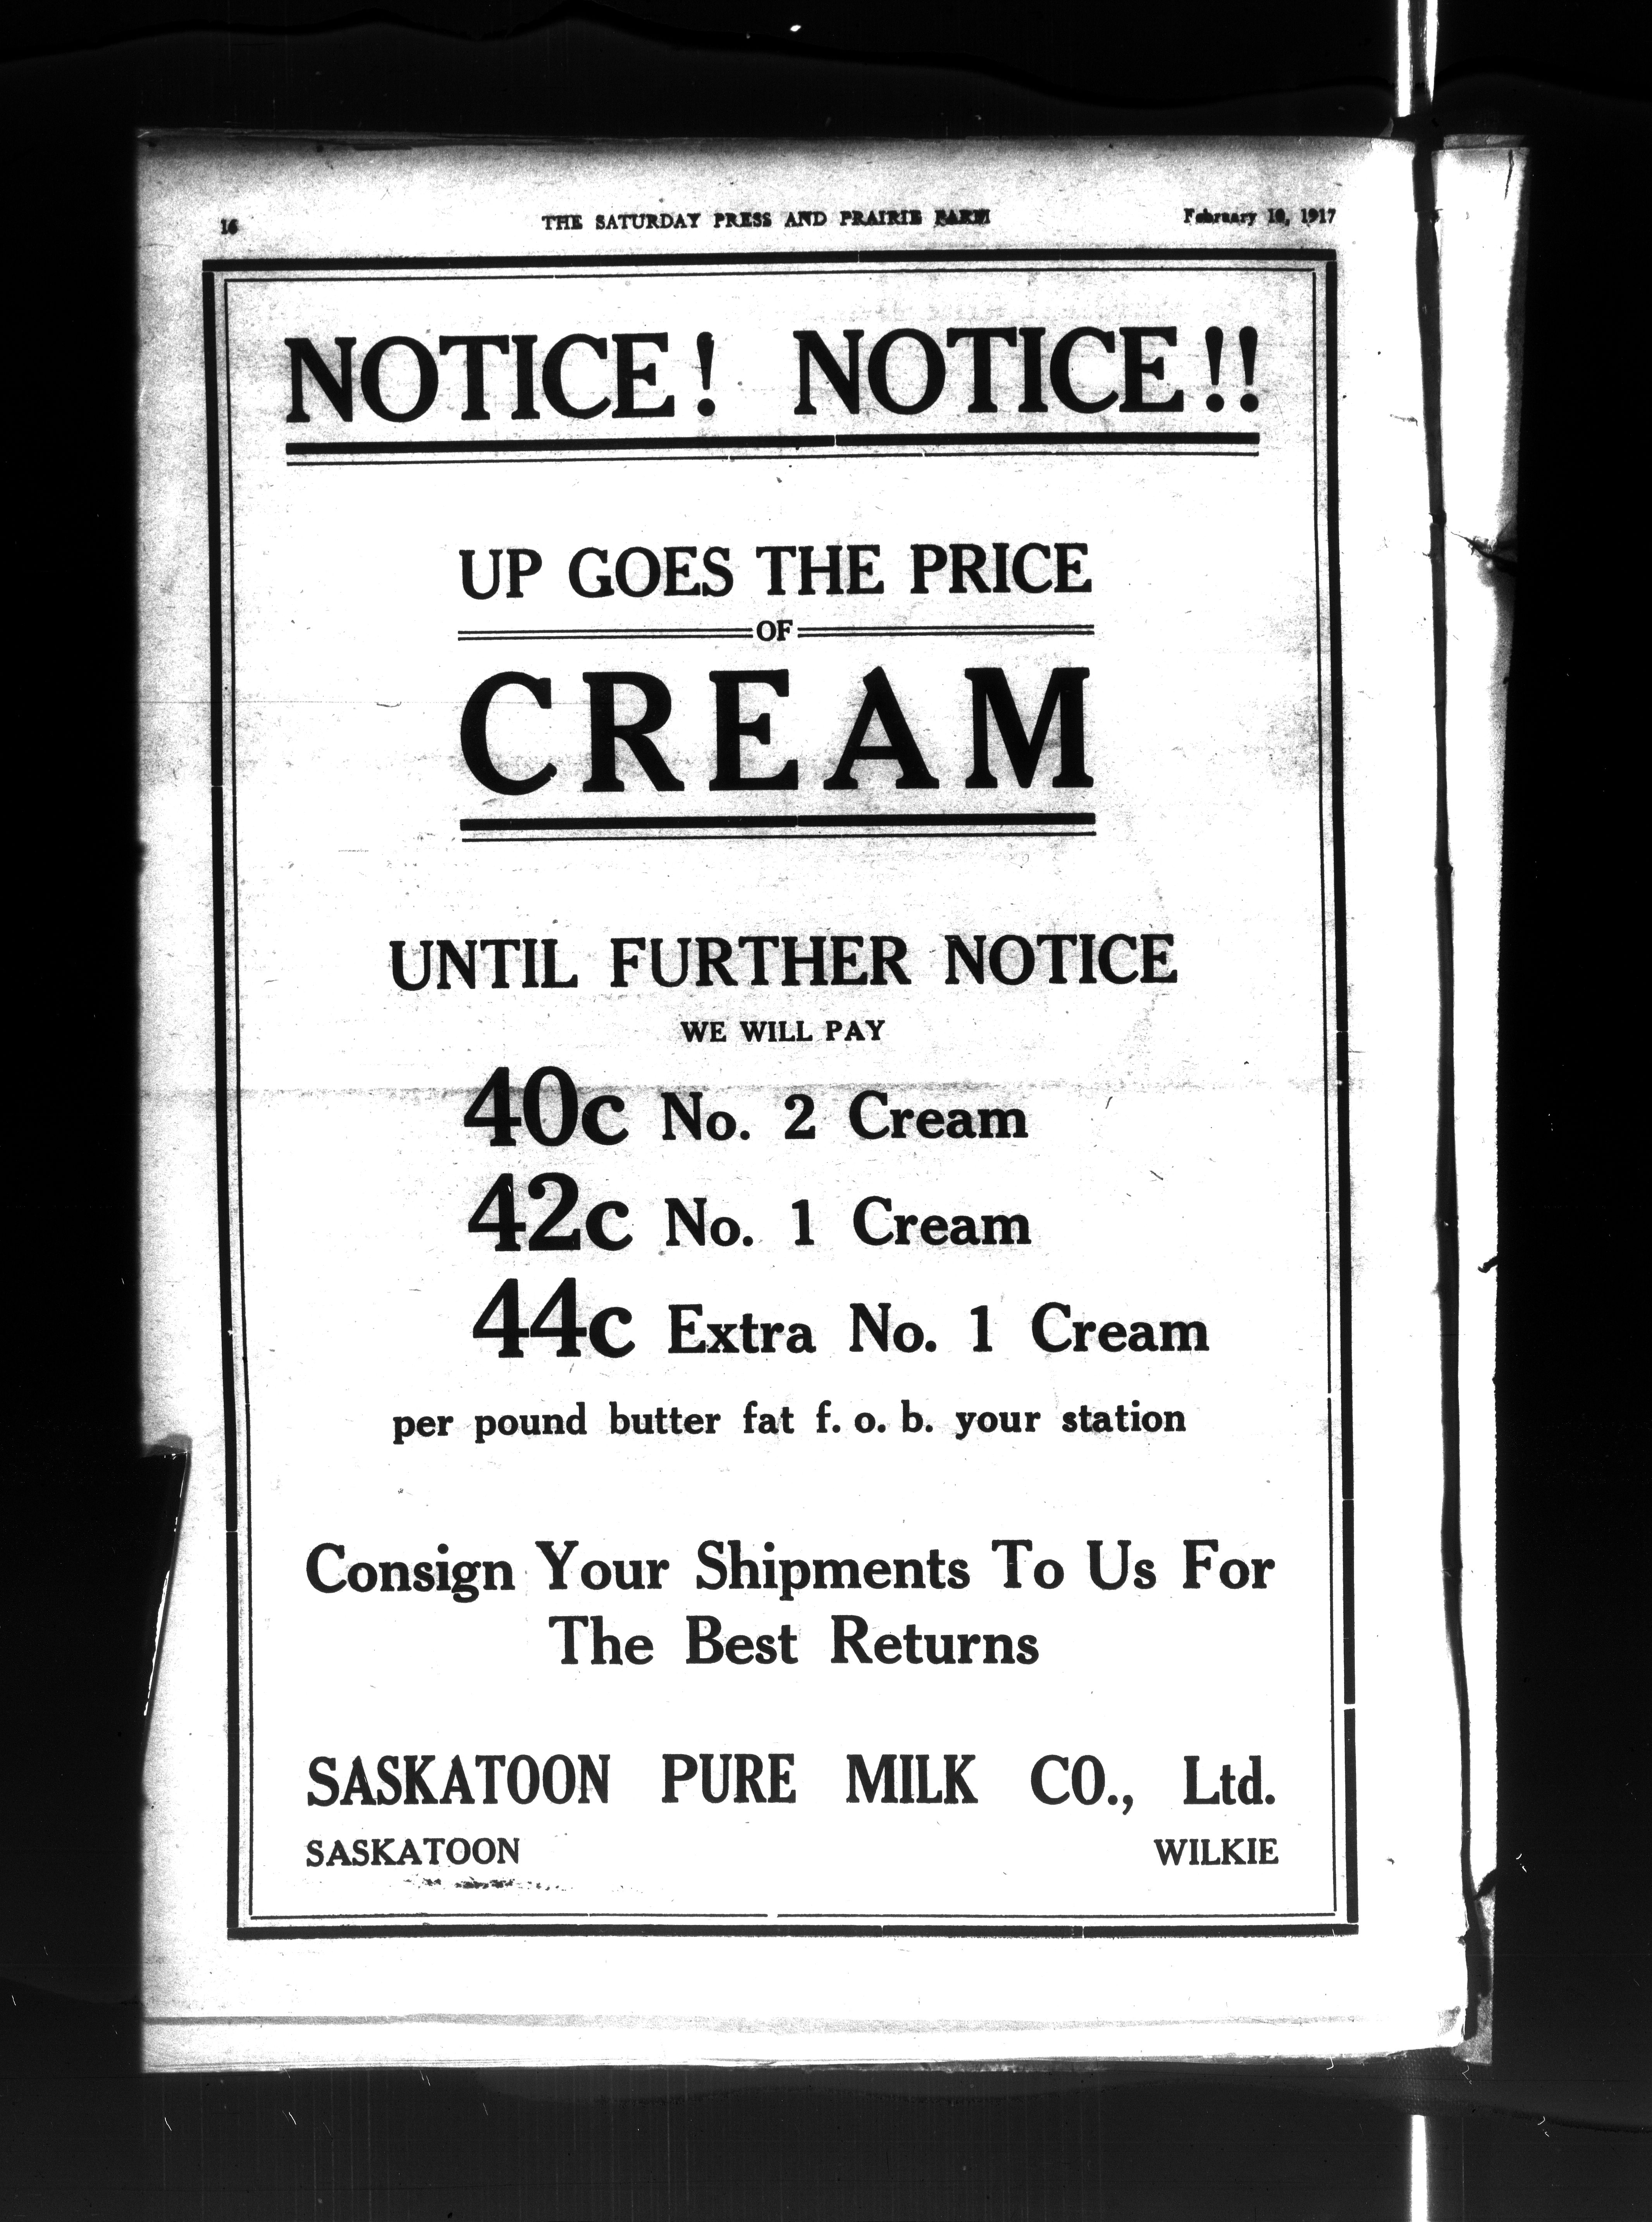 16 THE SATURDAY PRESS AND PRAIRIE FARM February 10, 1917
NOTICE! NOTICE!!
UP GOES THE PRICE
OF
CREAM
UNTIL FURTHER NOTICE
WE WILL PAY
40c No. 2 Cream
42c No. 1 Cream
44c Extra No. 1 Cream
per pound butter fat f. o. b. your station
Consign Your Shipments To Us For
The Best Returns
SASKATOON PURE MILK CO., Ltd.
SASKATOON WILKIE